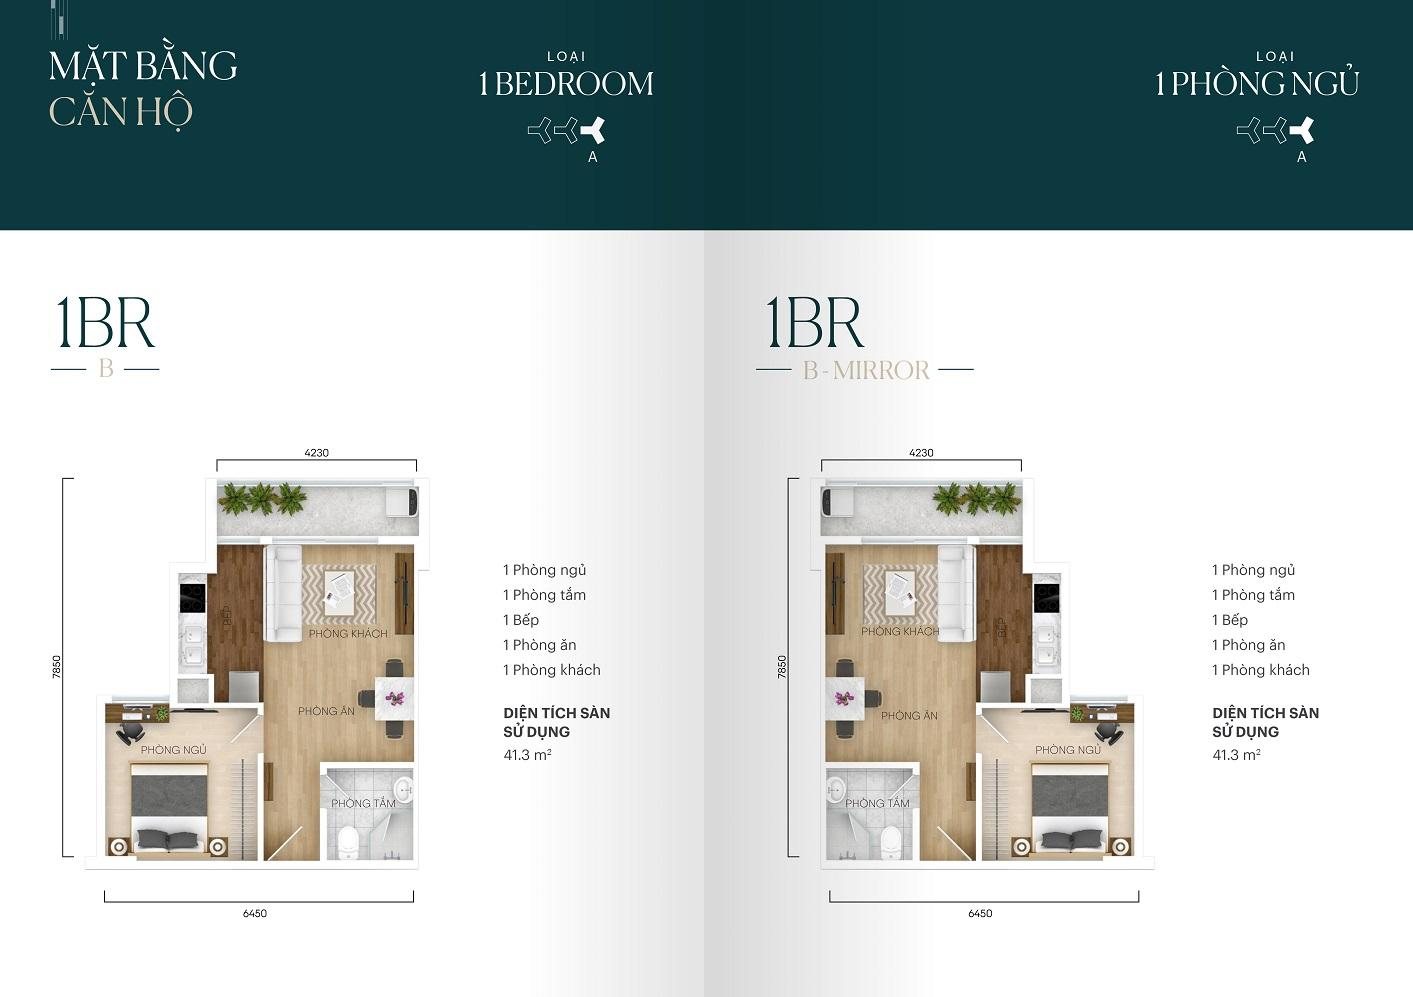 MẶT BẰNG
CĂN HỘ
LOẠI
1 BEDROOM
A
LOẠI
1 PHÒNG NGỦ
A
1BR
B
4230
7850
BẾP
PHÒNG KHÁCH
PHÒNG ĂN
PHÒNG NGỦ
PHÒNG TẮM
6450
1 Phòng ngủ
1 Phòng tắm
1 Bếp
1 Phòng ăn
1 Phòng khách
DIỆN TÍCH SÀN
SỬ DỤNG
41.3 m²
1BR
B - MIRROR
4230
7850
PHÒNG KHÁCH
BẾP
PHÒNG ĂN
PHÒNG NGỦ
PHÒNG TẮM
6450
1 Phòng ngủ
1 Phòng tắm
1 Bếp
1 Phòng ăn
1 Phòng khách
DIỆN TÍCH SÀN
SỬ DỤNG
41.3 m²